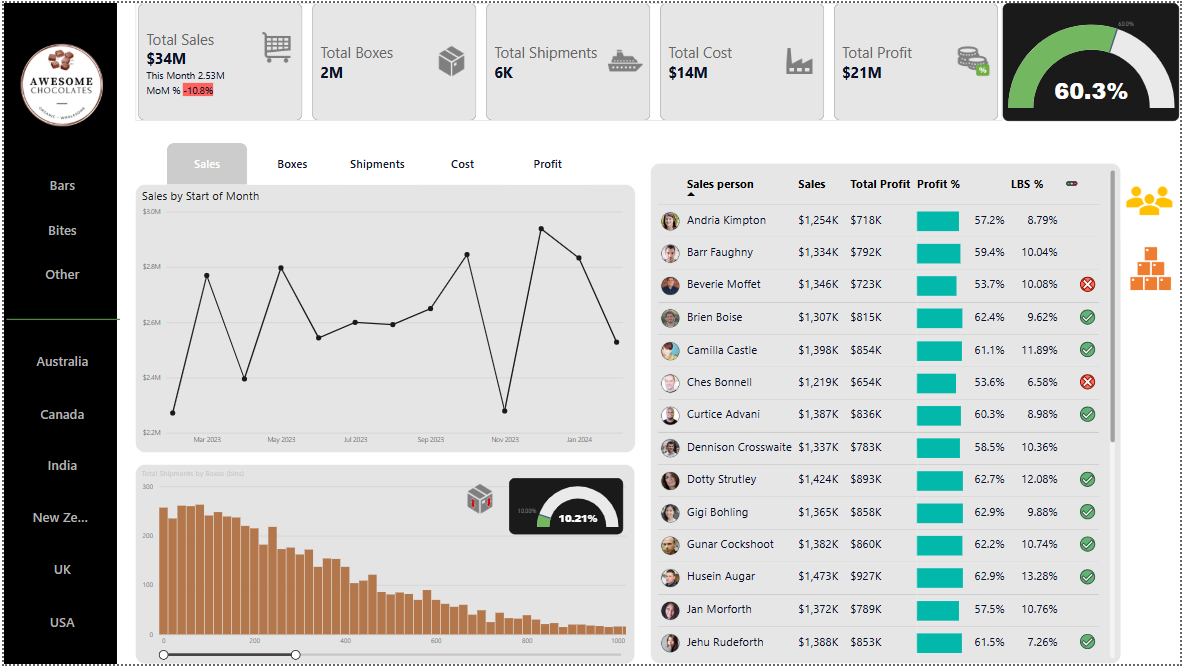 AWESOME
CHOCOLATES
ORGANIC - WHOLESOME
Bars
Bites
Other
Australia
Canada
India
New Ze...
UK
USA
Total Sales
$34M
This Month 2.53M
MoM % -10.8%
Total Boxes
2M
Total Shipments
6K
Total Cost
$14M
Total Profit
$21M
%
60.0%
60.3%
Sales Boxes Shipments Cost Profit
Sales by Start of Month
$3.0M
$2.8M
$2.6M
$2.4M
$2.2M
Mar 2023 May 2023 Jul 2023 Sep 2023 Nov 2023 Jan 2024
Total Shipments by Boxes (bins)
300
200
100
0
0 200 400 600 800 1000
10.00%
10.21%
Sales person Sales Total Profit Profit % LBS %
Andria Kimpton $1,254K $718K 57.2% 8.79%
Barr Faughny $1,334K $792K 59.4% 10.04%
Beverie Moffet $1,346K $723K 53.7% 10.08%
Brien Boise $1,307K $815K 62.4% 9.62%
Camilla Castle $1,398K $854K 61.1% 11.89%
Ches Bonnell $1,219K $654K 53.6% 6.58%
Curtice Advani $1,387K $836K 60.3% 8.98%
Dennison Crosswaite $1,337K $783K 58.5% 10.36%
Dotty Strutley $1,424K $893K 62.7% 12.08%
Gigi Bohling $1,365K $858K 62.9% 9.88%
Gunar Cockshoot $1,382K $860K 62.2% 10.74%
Husein Augar $1,473K $927K 62.9% 13.28%
Jan Morforth $1,372K $789K 57.5% 10.76%
Jehu Rudeforth $1,388K $853K 61.5% 7.26%